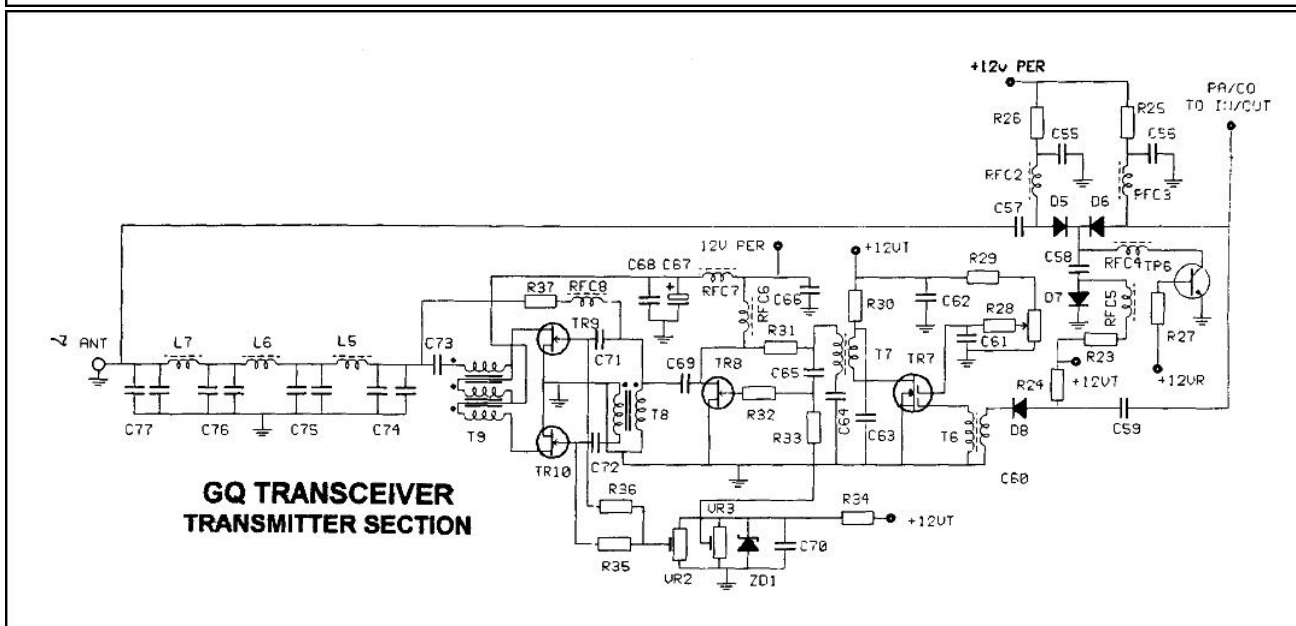 +12v PER
PA/CO
TO IN/OUT
R26
R25
C55
C56
RFC2
RFC3
C57
D5
D6
12V PER
+12VT
C68
C67
RFC7
RFC6
C66
R29
C58
RFC4
TP6
R37
RFC8
R30
C62
R28
D7
RFC5
R27
ANT
L7
L6
L5
C73
TR9
C71
R31
T7
C61
R23
C69
TR8
TR7
+12VT
+12VR
C65
R24
R32
C77
C76
C75
C74
T9
T8
R33
C64
C63
T6
D8
C59
TR10
C72
C60
GQ TRANSCEIVER
TRANSMITTER SECTION
R36
R34
VR3
+12VT
R35
C70
VR2
ZD1